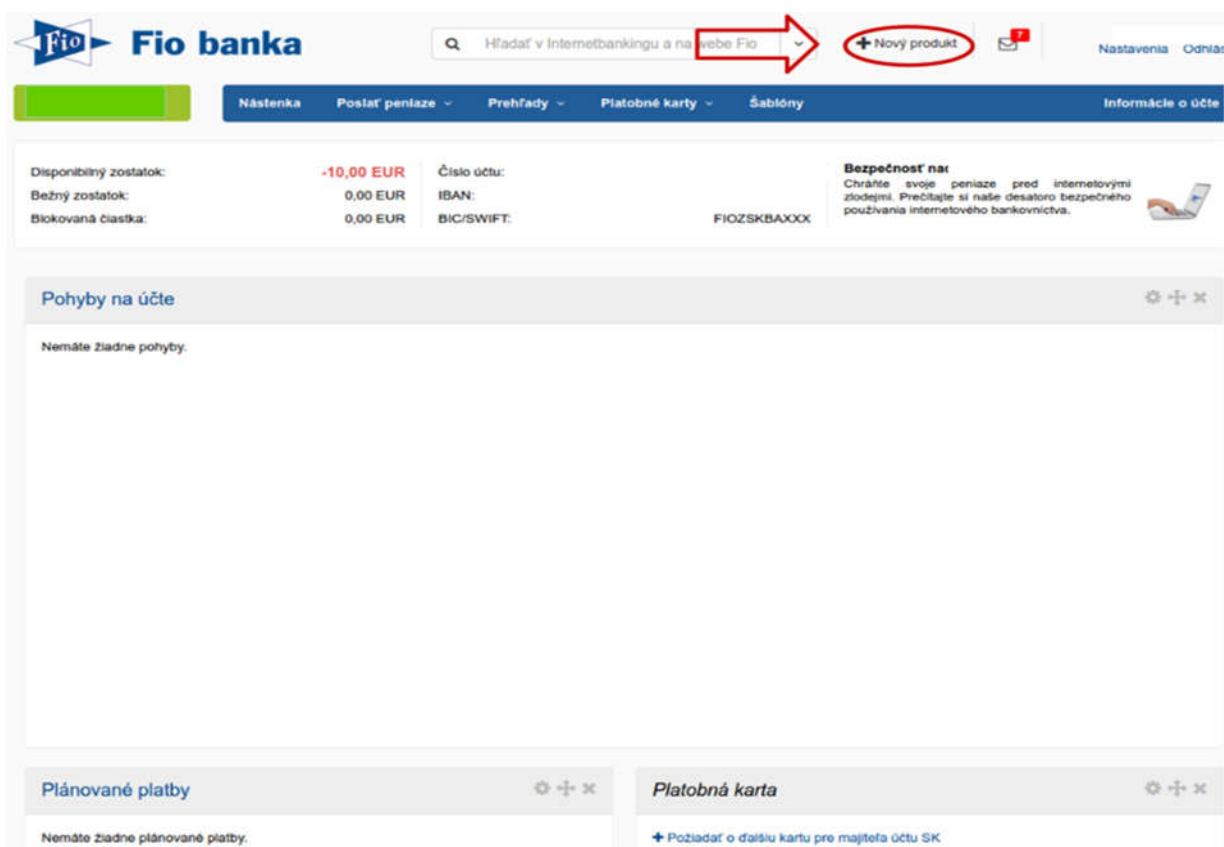 Fio Fio banka
Hľadať v Internetbankingu a na webe Fio
Nový produkt
7
Nastavenia Odhlás
Nástenka Poslať peniaze Prehľady Platobné karty Šablóny Informácie o účte
Disponibilný zostatok: -10,00 EUR
Bežný zostatok: 0,00 EUR
Blokovaná čiastka: 0,00 EUR
Číslo účtu:
IBAN:
BIC/SWIFT: FIOZSKBAXXX
Bezpečnosť nad
Chráňte svoje peniaze pred internetovými
zlodejmi. Prečítajte si naše desatoro bezpečného
používania internetového bankovníctva.
Pohyby na účte
Nemáte žiadne pohyby.
Plánované platby
Nemáte žiadne plánované platby.
Platobná karta
Požiadať o ďalšiu kartu pre majiteľa účtu SK